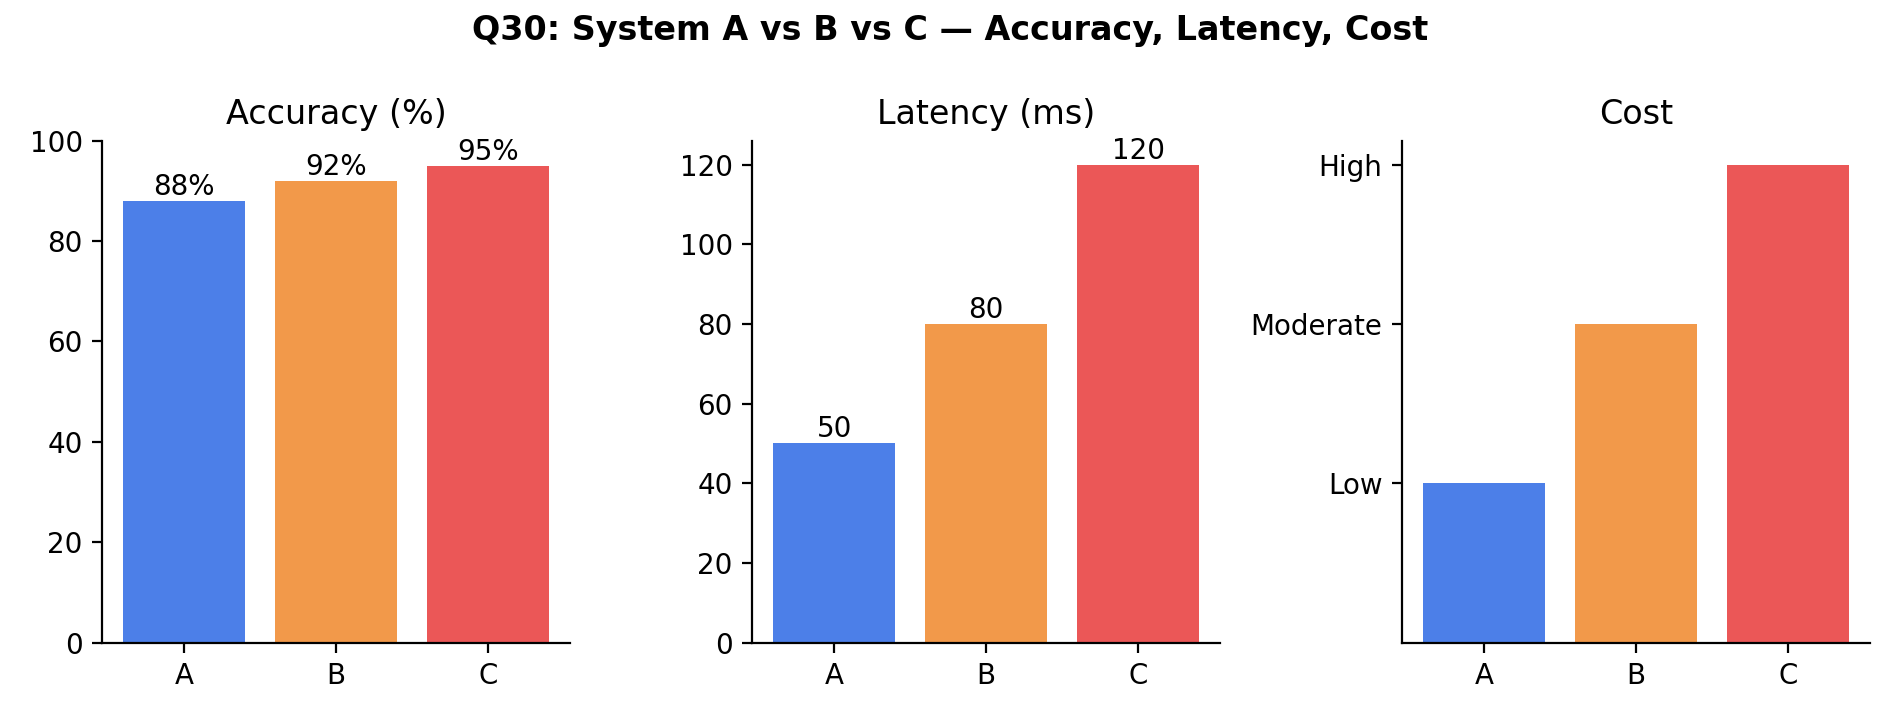 Q30: System A vs B vs C — Accuracy, Latency, Cost
Accuracy (%)
100
80
60
40
20
0
88%
92%
95%
A
B
C
Latency (ms)
120
100
80
60
40
20
0
50
80
120
A
B
C
Cost
High
Moderate
Low
A
B
C